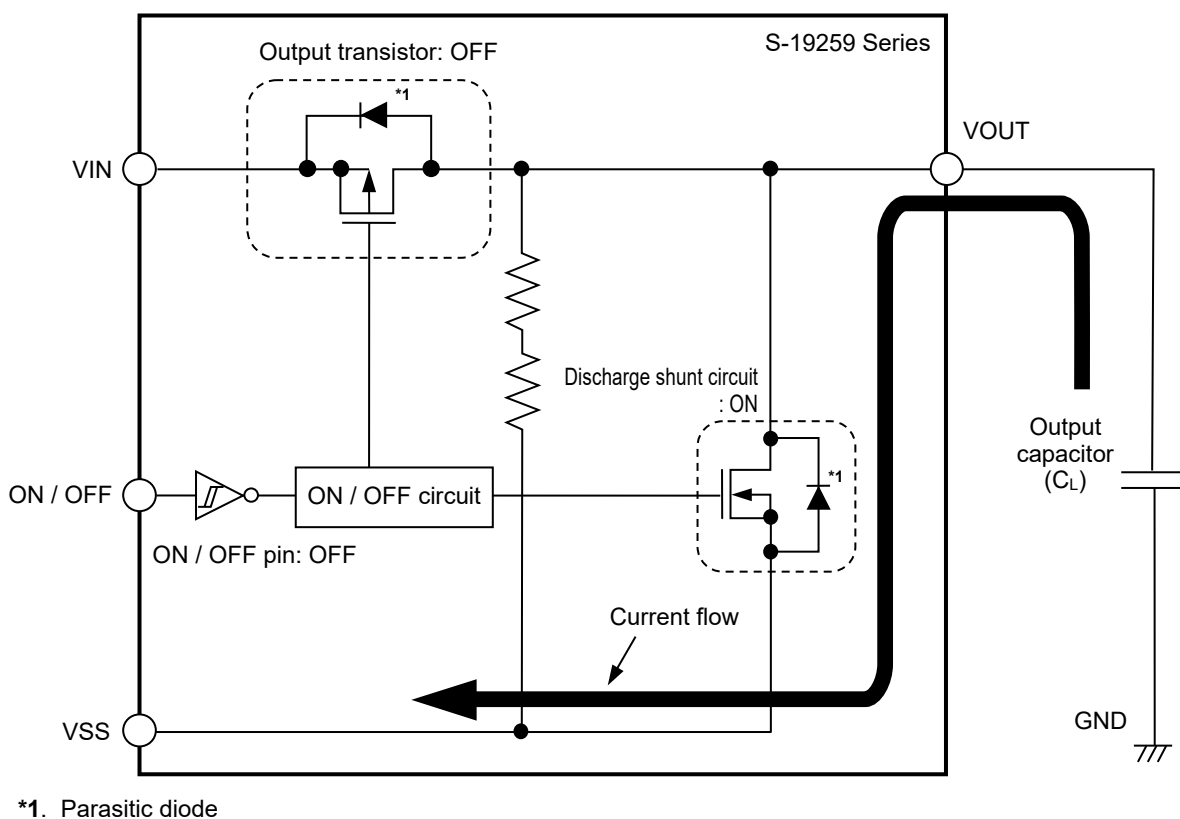 S-19259 Series
Output transistor: OFF
*1
VOUT
VIN
Discharge shunt circuit
: ON
Output
capacitor
(CL)
*1
ON / OFF
ON / OFF circuit
ON / OFF pin: OFF
Current flow
VSS
GND
*1. Parasitic diode